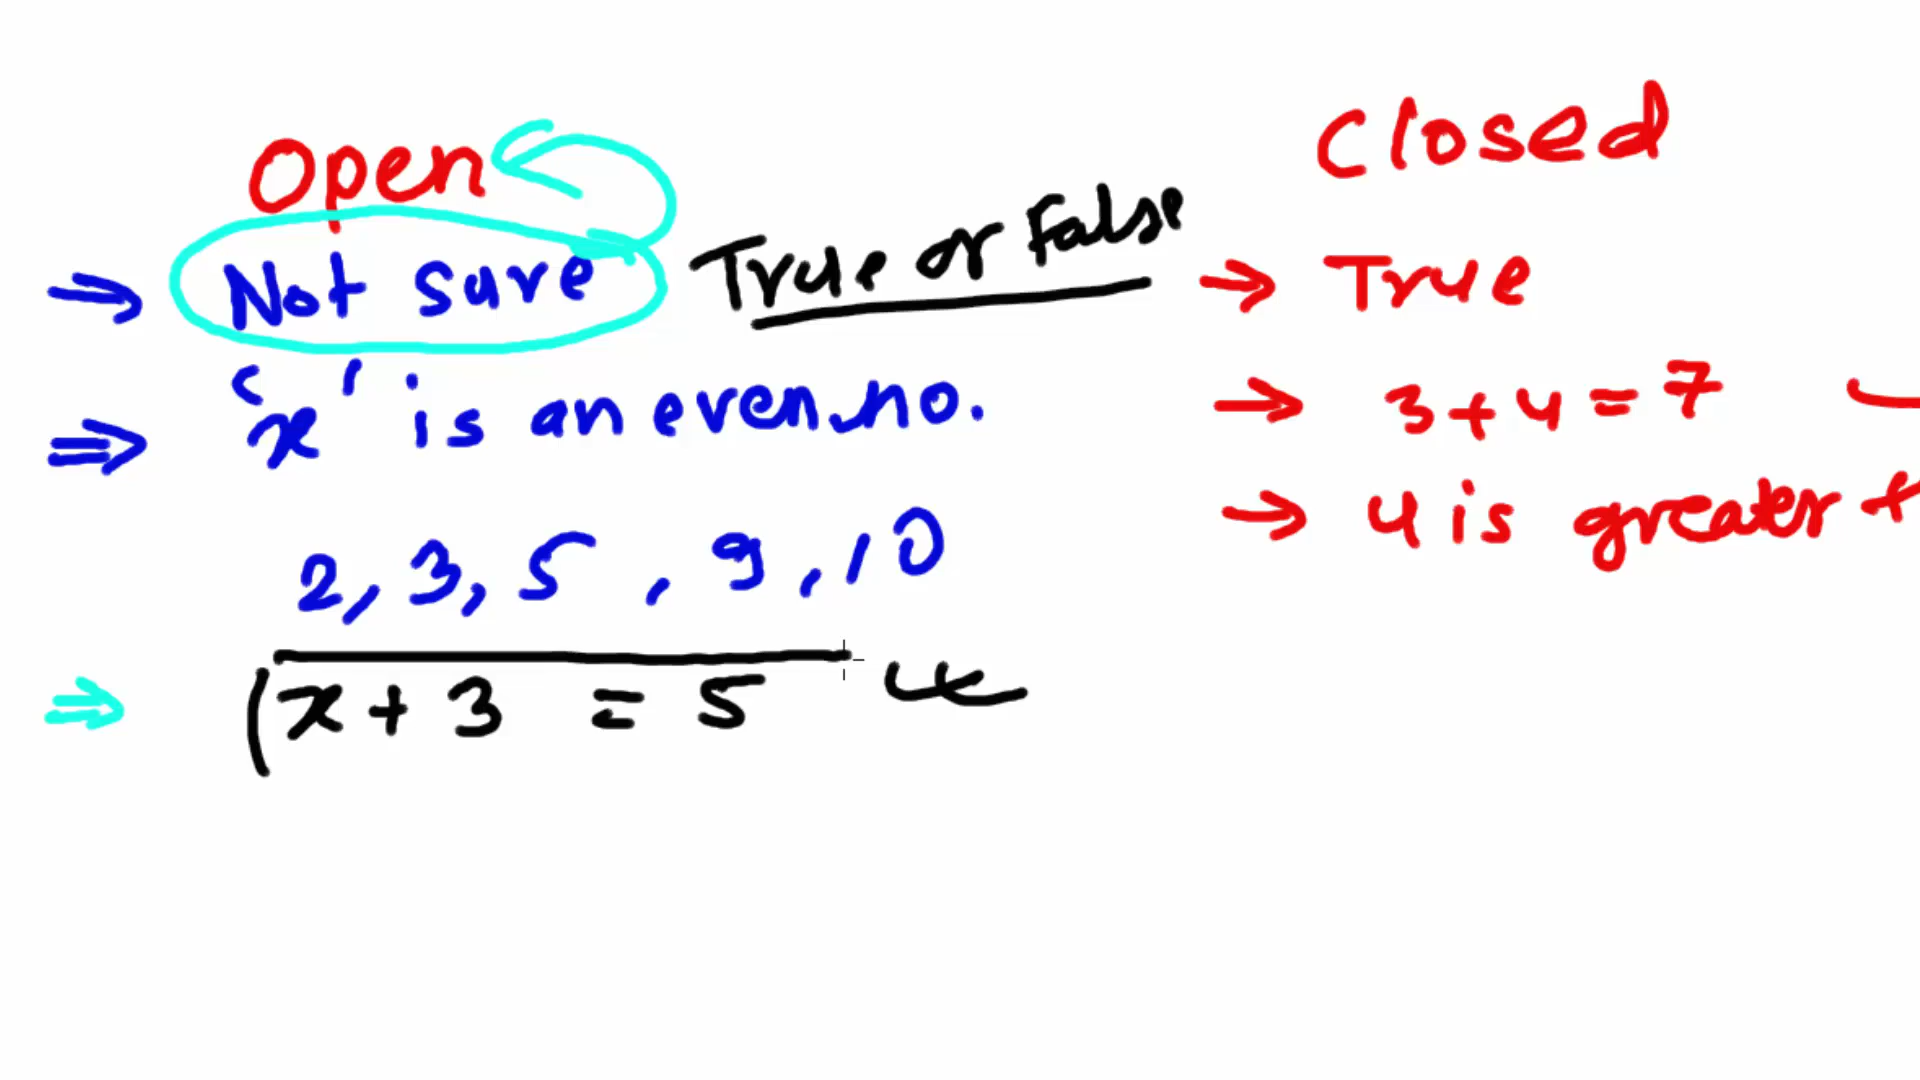 Open
Not sure True or False
'x' is an even no.
2, 3, 5, 9, 10
x + 3 = 5
Closed
→ True
→ 3 + 4 = 7
→ 4 is greater